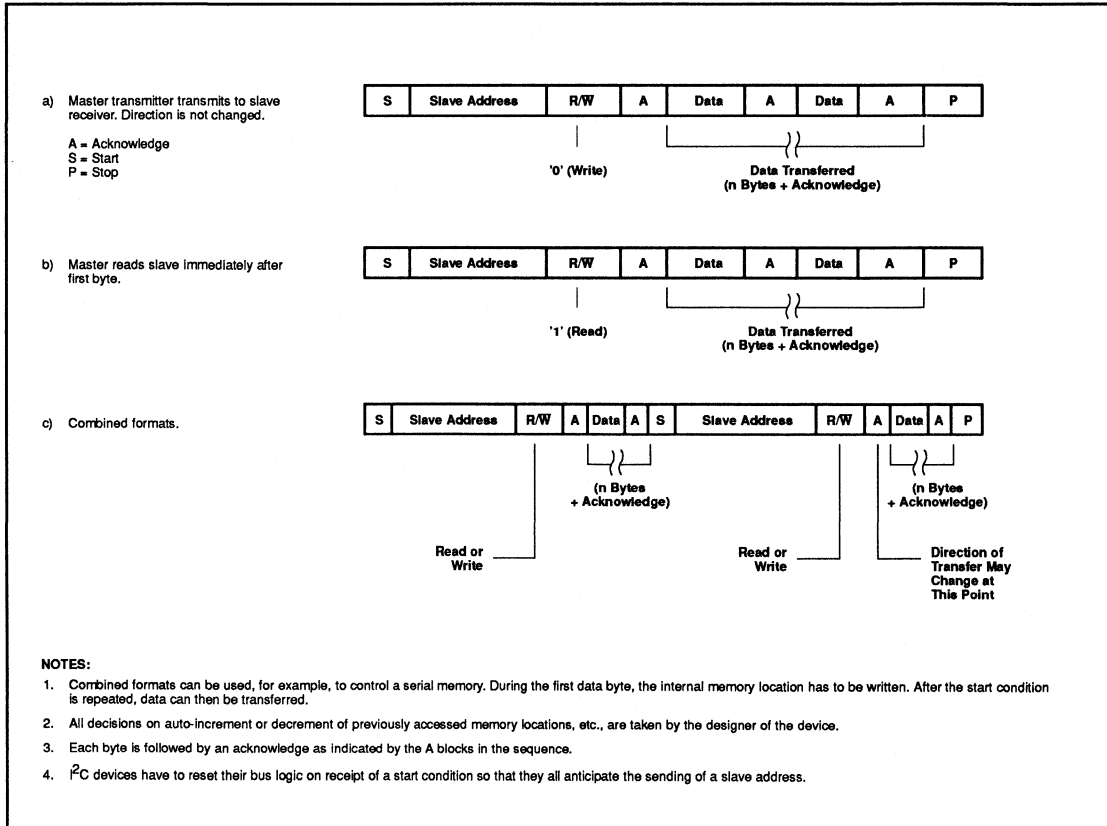 a) Master transmitter transmits to slave
receiver. Direction is not changed.
A = Acknowledge
S = Start
P = Stop
S Slave Address R/W̅ A Data A Data A P
'0' (Write)
Data Transferred
(n Bytes + Acknowledge)
b) Master reads slave immediately after
first byte.
S Slave Address R/W̅ A Data A Data A P
'1' (Read)
Data Transferred
(n Bytes + Acknowledge)
c) Combined formats.
S Slave Address R/W̅ A Data A S Slave Address R/W̅ A Data A P
(n Bytes
+ Acknowledge)
(n Bytes
+ Acknowledge)
Read or
Write
Read or
Write
Direction of
Transfer May
Change at
This Point
NOTES:
1. Combined formats can be used, for example, to control a serial memory. During the first data byte, the internal memory location has to be written. After the start condition
is repeated, data can then be transferred.
2. All decisions on auto-increment or decrement of previously accessed memory locations, etc., are taken by the designer of the device.
3. Each byte is followed by an acknowledge as indicated by the A blocks in the sequence.
4. I²C devices have to reset their bus logic on receipt of a start condition so that they all anticipate the sending of a slave address.